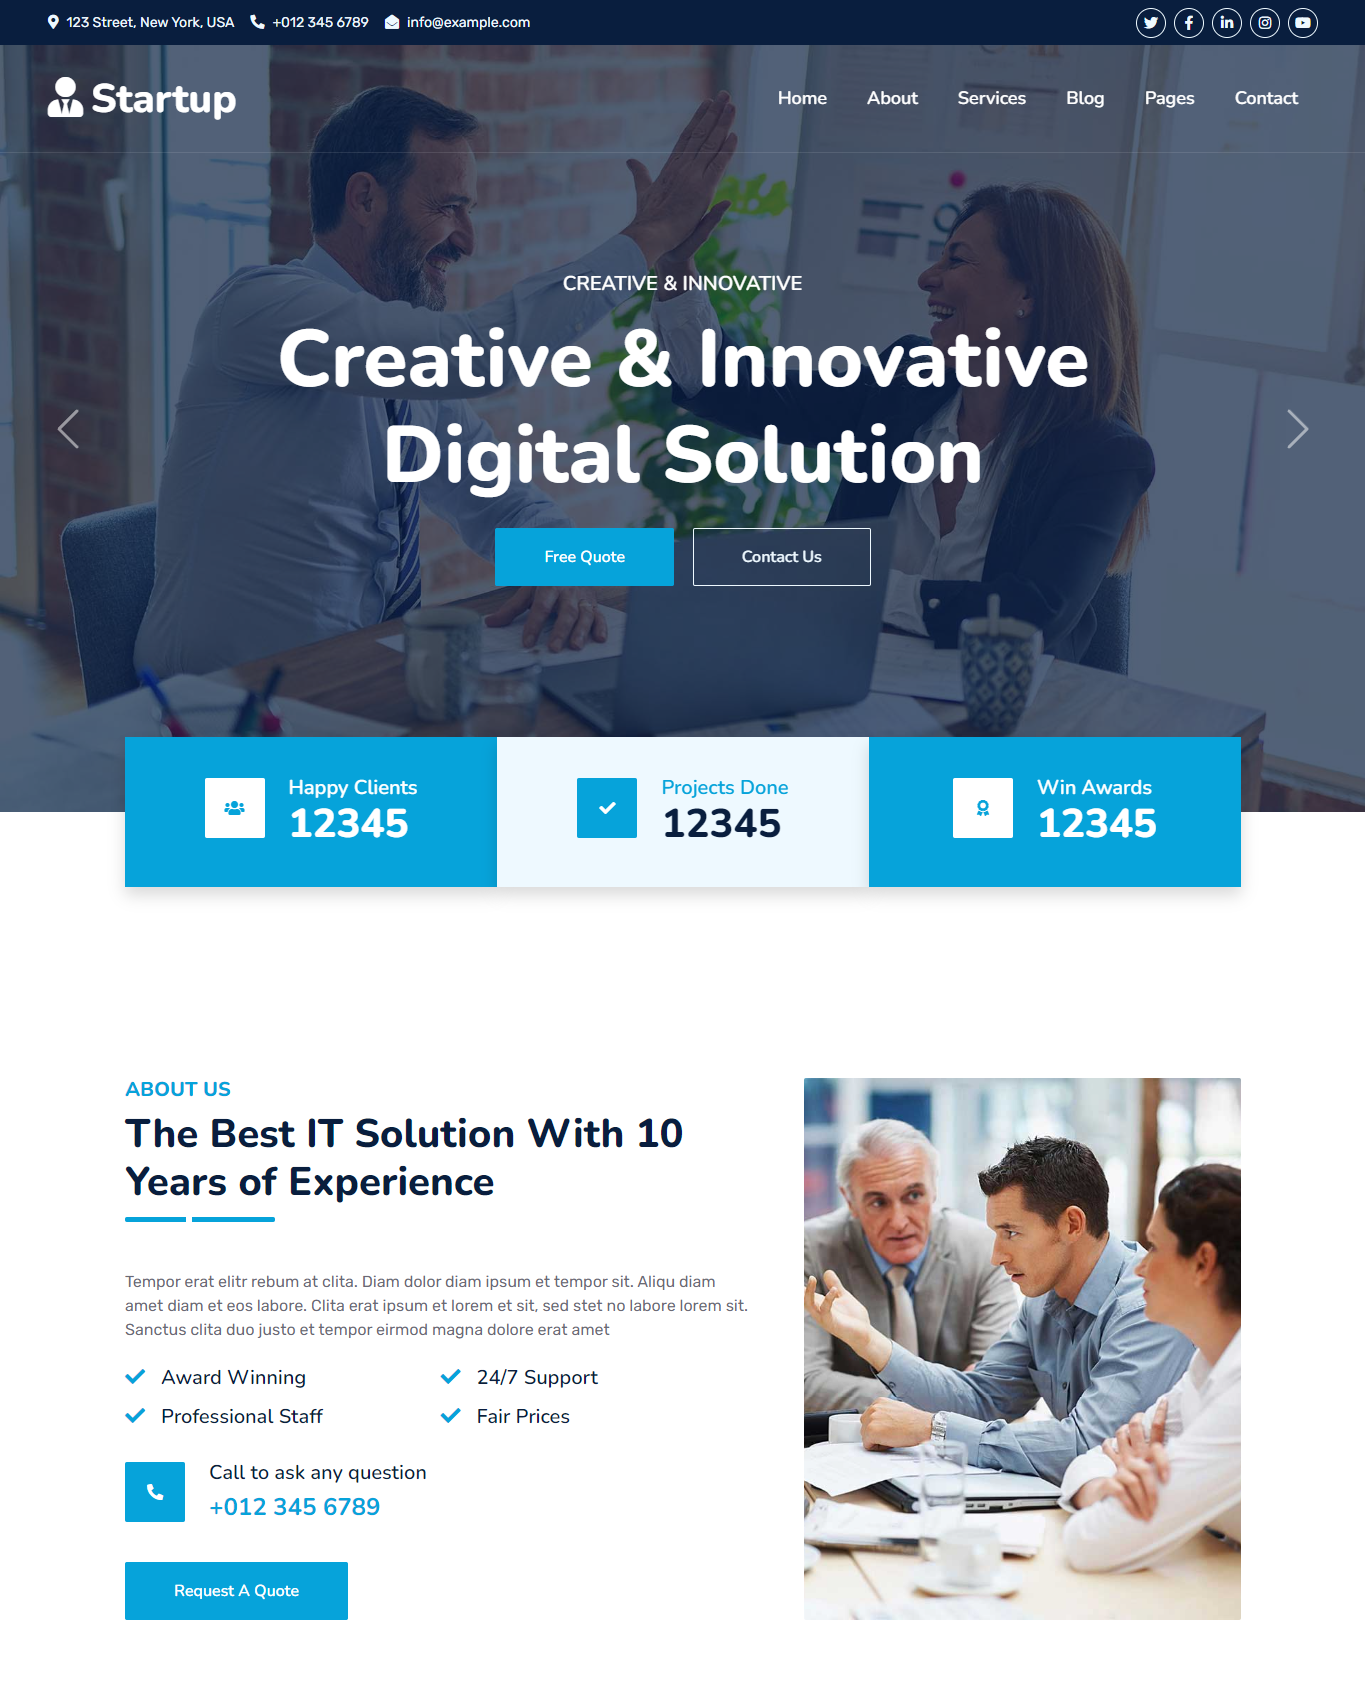 123 Street, New York, USA +012 345 6789 info@example.com
Startup
Home About Services Blog Pages Contact
CREATIVE & INNOVATIVE
Creative & Innovative
Digital Solution
Free Quote Contact Us
Happy Clients
12345
Projects Done
12345
Win Awards
12345
ABOUT US
The Best IT Solution With 10
Years of Experience
Tempor erat elitr rebum at clita. Diam dolor diam ipsum et tempor sit. Aliqu diam
amet diam et eos labore. Clita erat ipsum et lorem et sit, sed stet no labore lorem sit.
Sanctus clita duo justo et tempor eirmod magna dolore erat amet
Award Winning 24/7 Support
Professional Staff Fair Prices
Call to ask any question
+012 345 6789
Request A Quote